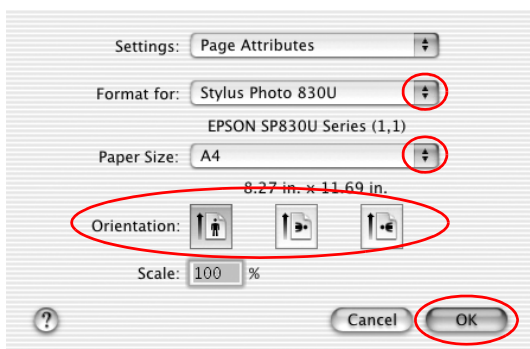 Settings: Page Attributes
Format for: Stylus Photo 830U
EPSON SP830U Series (1,1)
Paper Size: A4
8.27 in. x 11.69 in.
Orientation:
Scale: 100 %
? Cancel OK